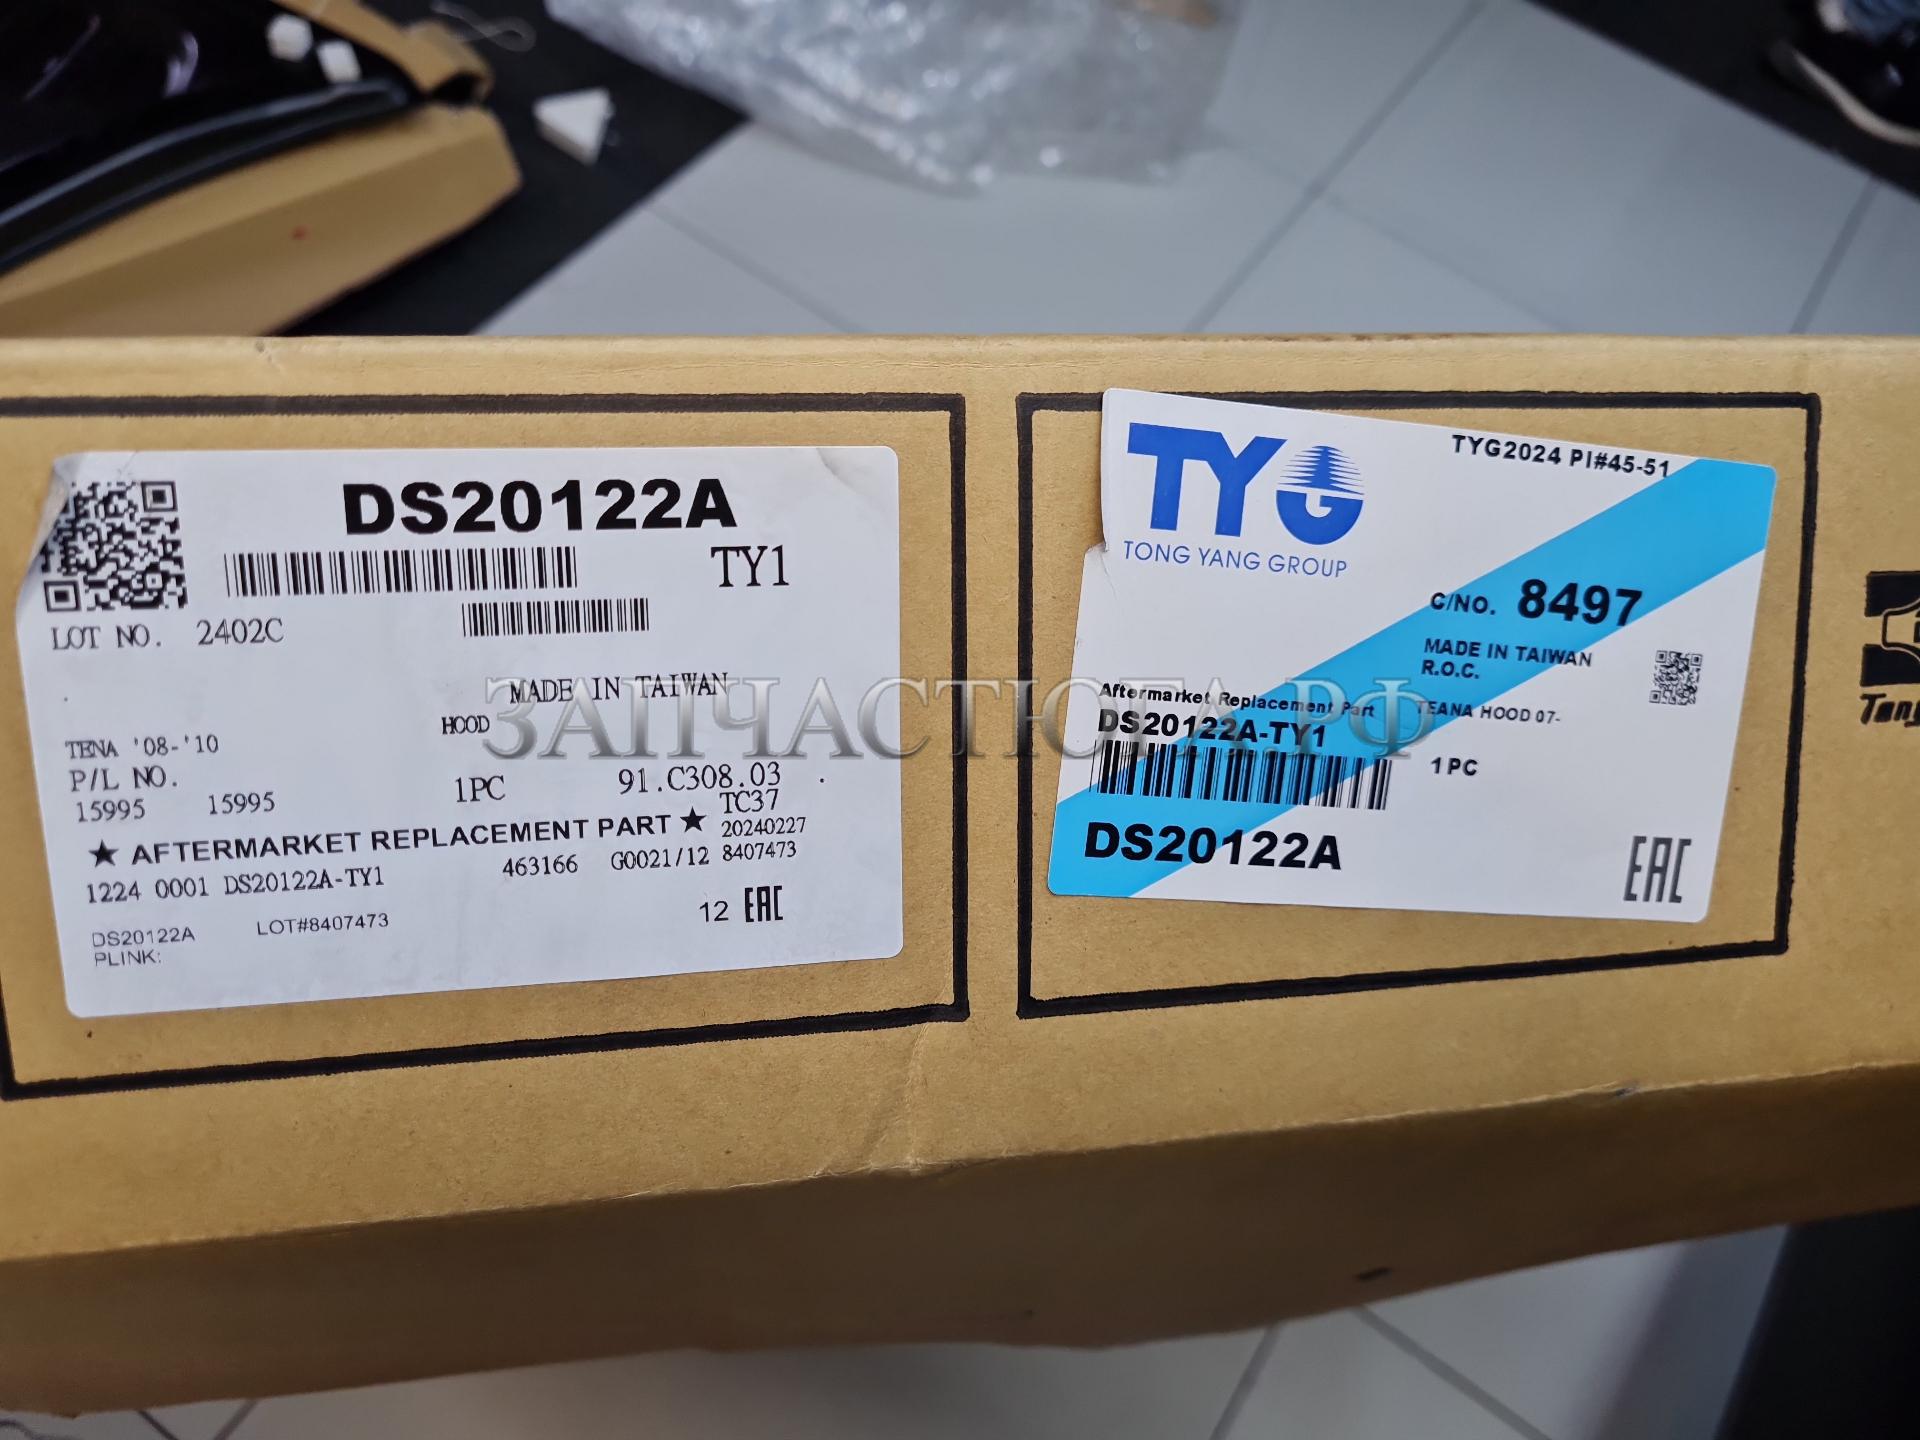 DS20122A
TY1
LOT NO. 2402C
MADE IN TAIWAN
HOOD
TENA '08-'10
P/L NO.
15995 15995
1PC 91.C308.03
TC37
★ AFTERMARKET REPLACEMENT PART ★
20240227
1224 0001 DS20122A-TY1 463166 G0021/12 8407473
DS20122A LOT#8407473 12 EAC
PLINK:
TYG
TONG YANG GROUP
TYG2024 PI#45-51
C/NO. 8497
MADE IN TAIWAN
R.O.C.
Aftermarket Replacement Part
TEANA HOOD 07-
DS20122A-TY1
1PC
DS20122A
EAC
ЗАПЧАСТЮГА.РФ